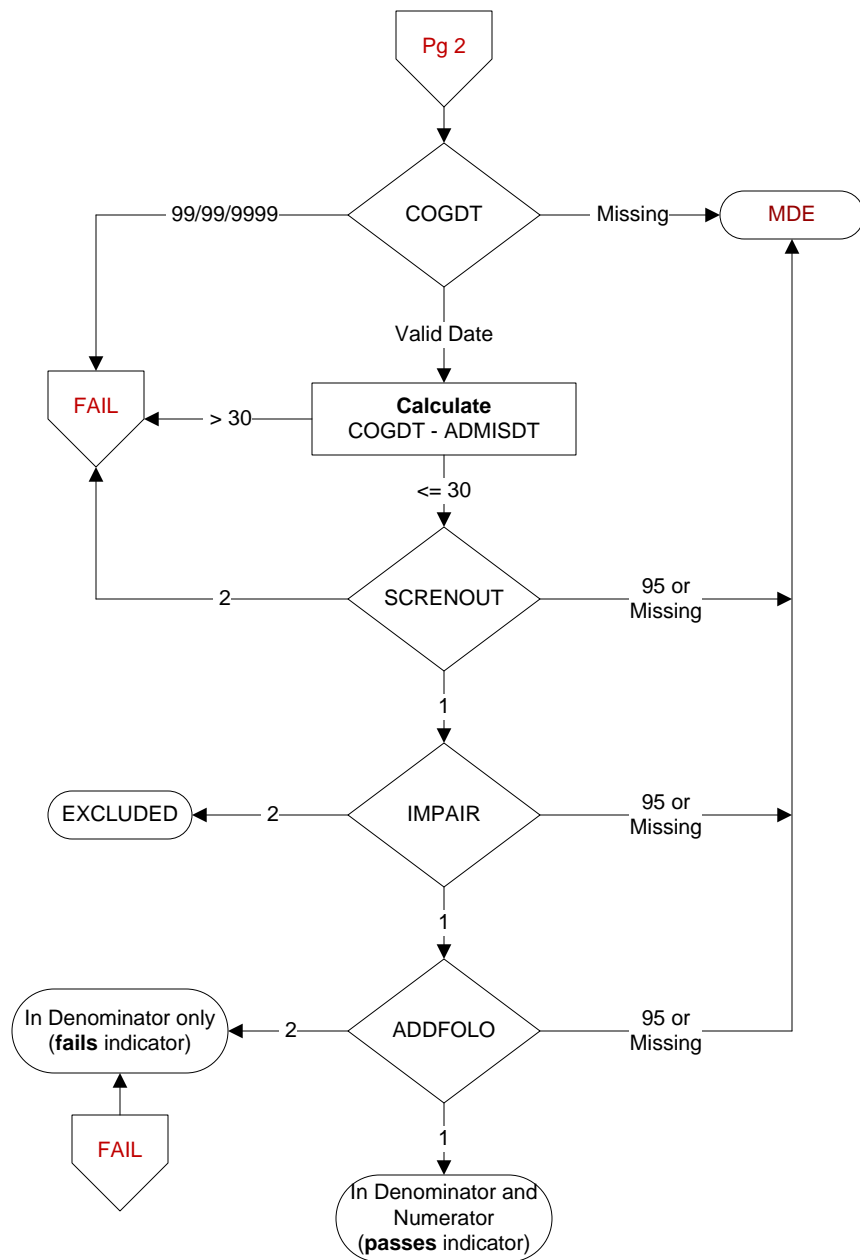 Pg 2
COGDT
99/99/9999
Missing
MDE
Valid Date
FAIL
> 30
Calculate
COGDT - ADMISDT
<= 30
2
SCRENOUT
95 or
Missing
1
EXCLUDED
2
IMPAIR
95 or
Missing
1
In Denominator only
(fails indicator)
2
ADDFOLO
95 or
Missing
FAIL
1
In Denominator and
Numerator
(passes indicator)